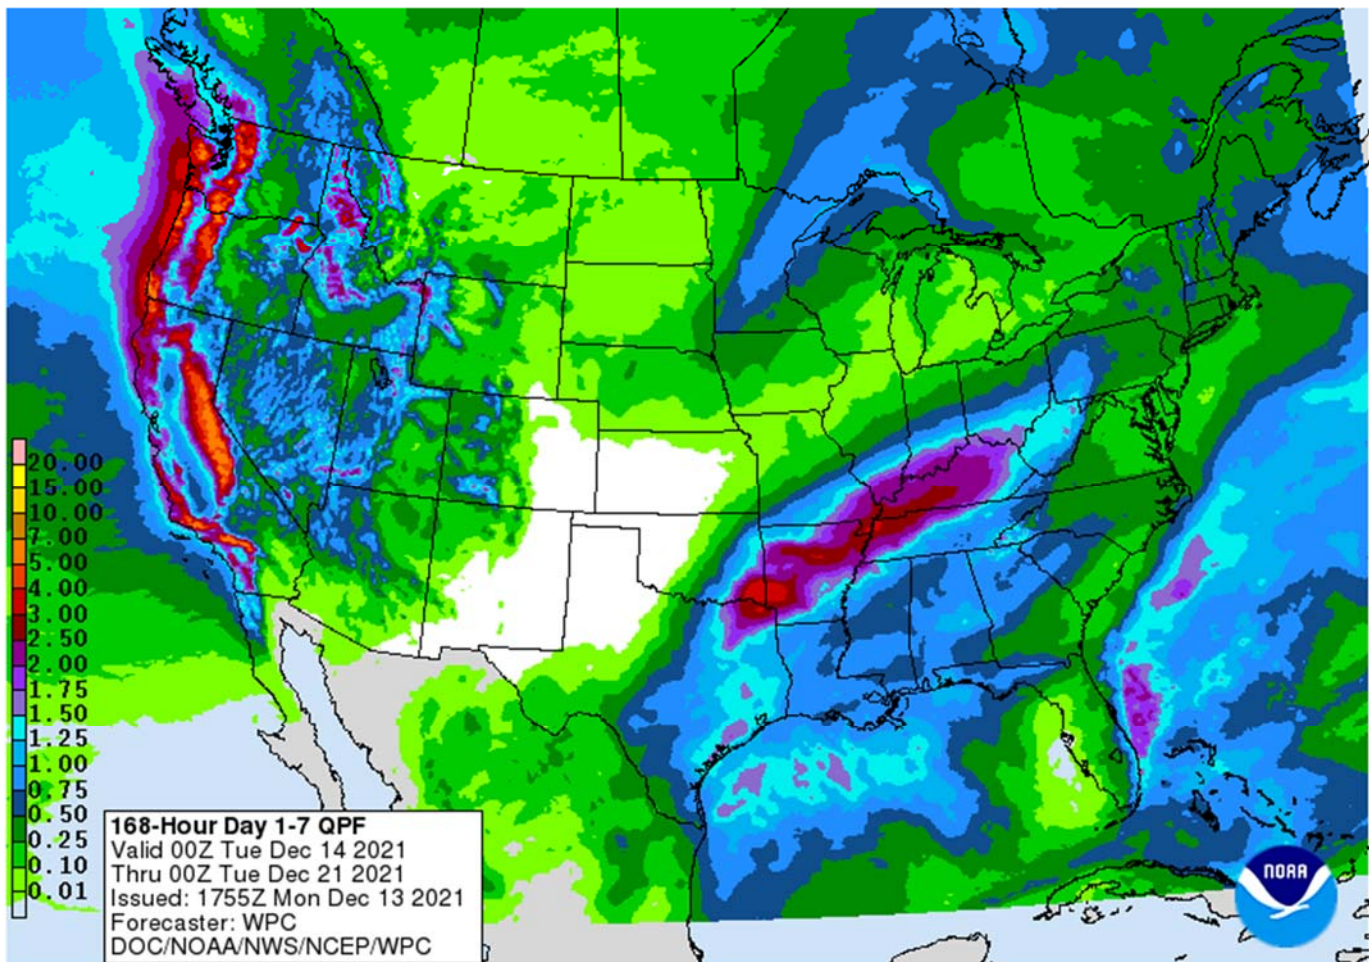 20.00
15.00
10.00
7.00
5.00
4.00
3.00
2.50
2.00
1.75
1.50
1.25
1.00
0.75
0.50
0.25
0.10
0.01
168-Hour Day 1-7 QPF
Valid 00Z Tue Dec 14 2021
Thru 00Z Tue Dec 21 2021
Issued: 1755Z Mon Dec 13 2021
Forecaster: WPC
DOC/NOAA/NWS/NCEP/WPC
NOAA